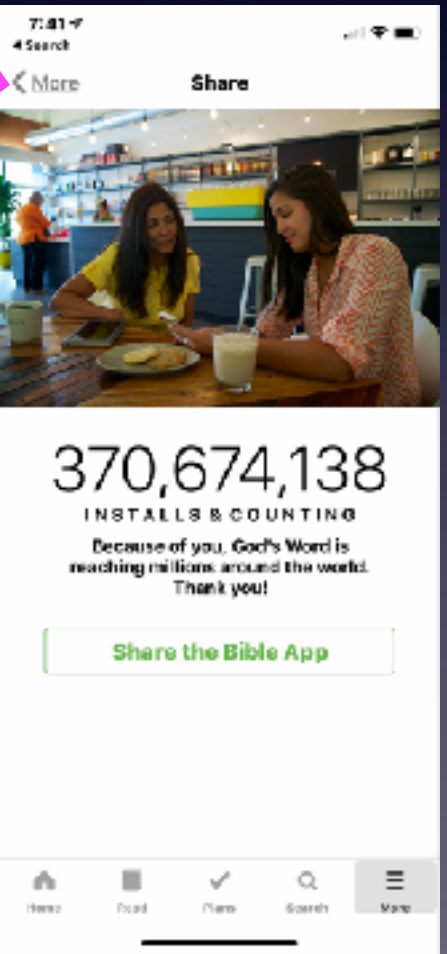 7:41
Search
More
Share
370,674,138
INSTALLS & COUNTING
Because of you, God's Word is
reaching millions around the world.
Thank you!
Share the Bible App
Home
Read
Plans
Search
More